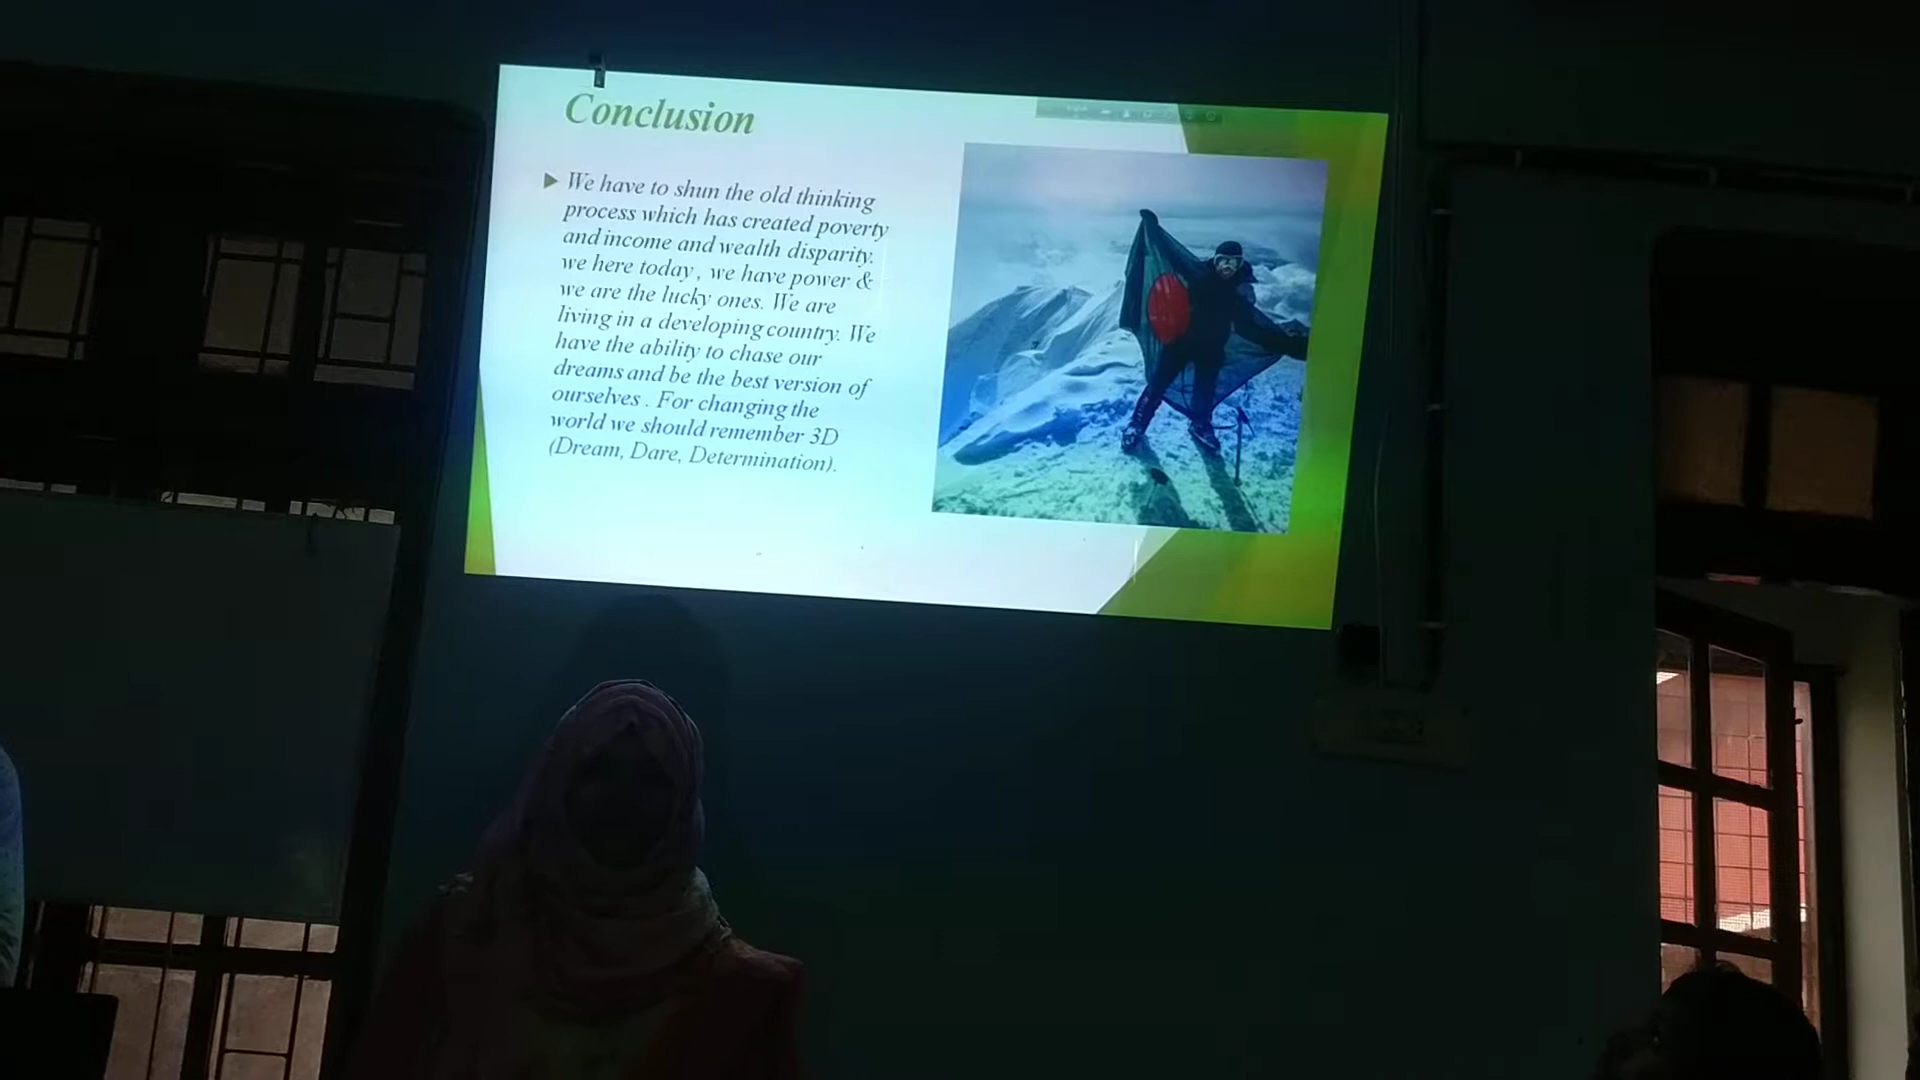 Conclusion
We have to shun the old thinking
process which has created poverty
and income and wealth disparity.
we here today, we have power &
we are the lucky ones. We are
living in a developing country. We
have the ability to chase our
dreams and be the best version of
ourselves . For changing the
world we should remember 3D
(Dream, Dare, Determination).